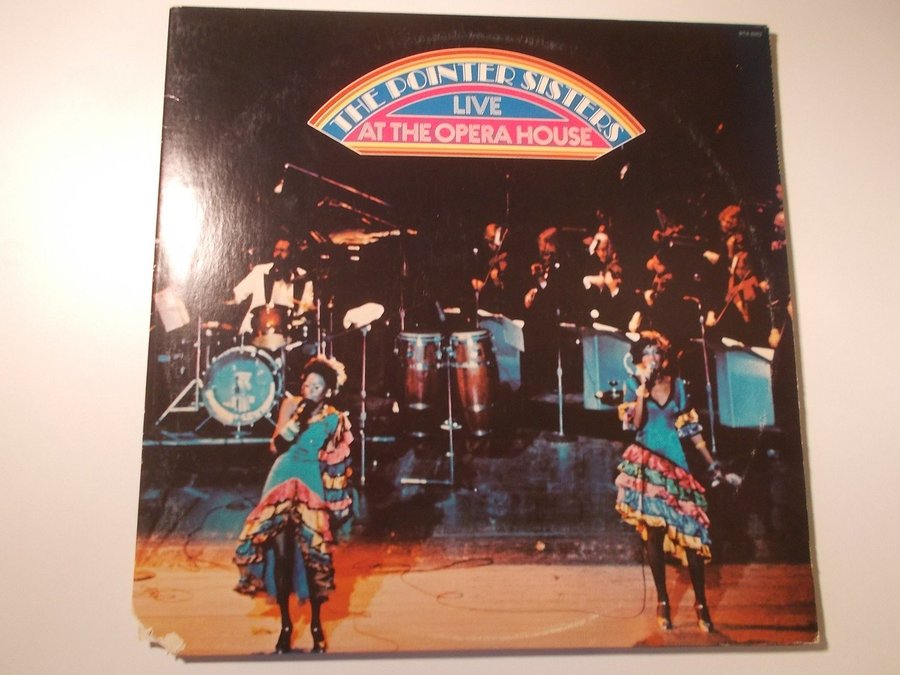 THE POINTER SISTERS
LIVE
AT THE OPERA HOUSE